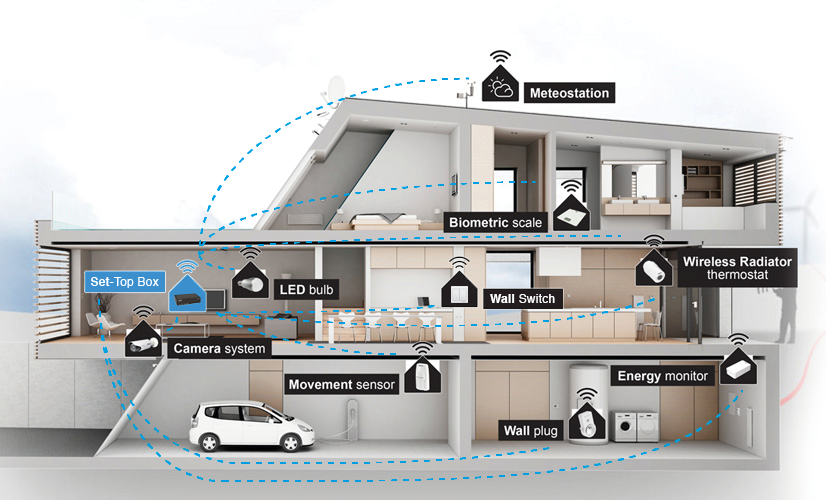 Meteostation
Biometric scale
Wireless Radiator
thermostat
Set-Top Box
LED bulb
Wall Switch
Camera system
Movement sensor
Energy monitor
Wall plug